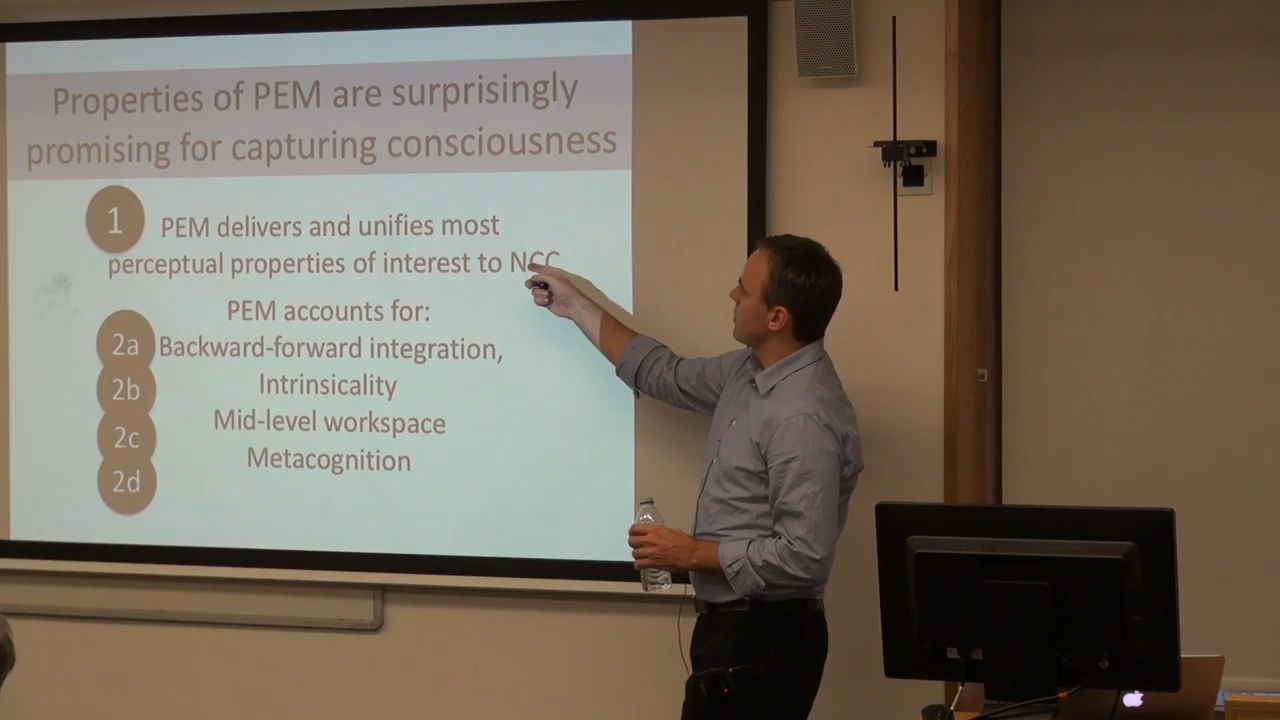 Properties of PEM are surprisingly
promising for capturing consciousness
1
PEM delivers and unifies most
perceptual properties of interest to NCC
PEM accounts for:
2a Backward-forward integration,
2b Intrinsicality
2c Mid-level workspace
2d Metacognition